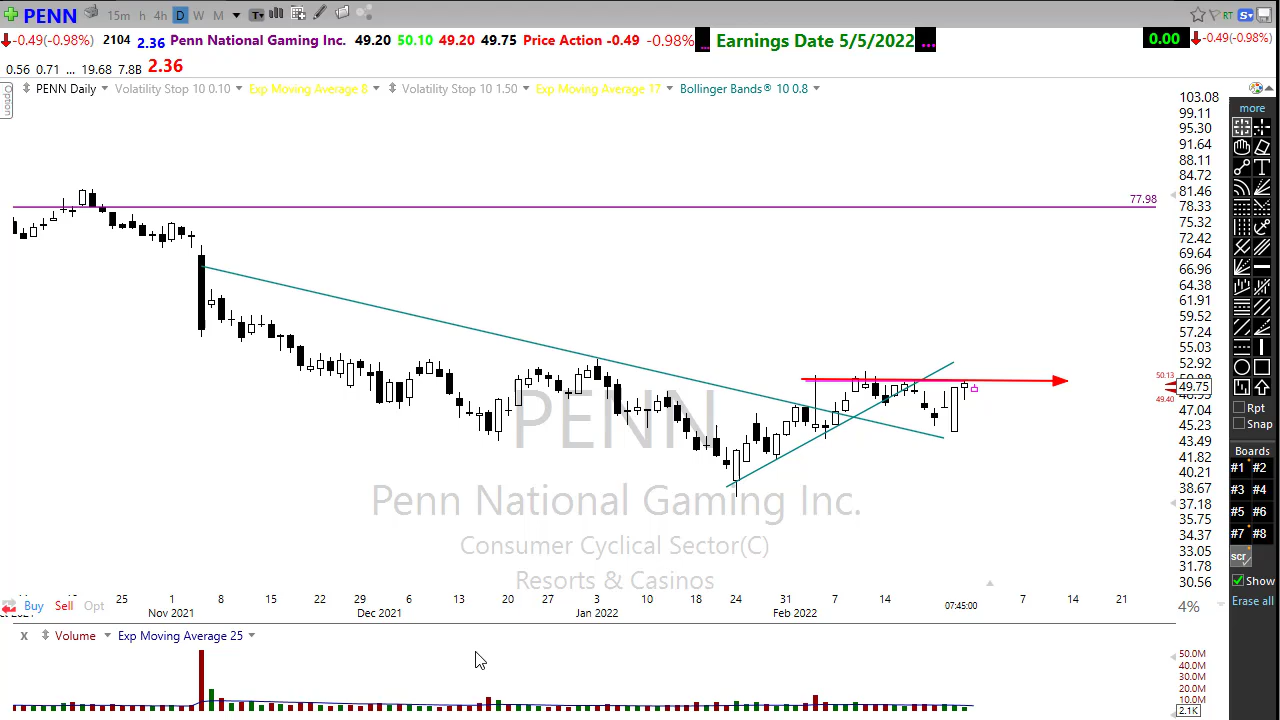 PENN 15m h 4h D W M T RT S
-0.49(-0.98%) 2104 2.36 Penn National Gaming Inc. 49.20 50.10 49.20 49.75 Price Action -0.49 -0.98% ... Earnings Date 5/5/2022 ... 0.00 -0.49(-0.98%)
0.56 0.71 ... 19.68 7.8B 2.36
Option
PENN Daily Volatility Stop 10 0.10 Exp Moving Average 8 Volatility Stop 10 1.50 Exp Moving Average 17 Bollinger Bands® 10 0.8
103.08
99.11
95.30
91.64
88.11
84.72
81.46
77.98
78.33
75.32
72.42
69.64
66.96
64.38
61.91
59.52
57.24
55.03
52.92
50.13
49.75
49.40
47.04
45.23
43.49
41.82
40.21
38.67
37.18
35.75
34.37
33.05
31.78
30.56
PENN
Penn National Gaming Inc.
Consumer Cyclical Sector(C)
Resorts & Casinos
more
T
Rpt
Snap
Boards
#1 #2
#3 #4
#5 #6
#7 #8
scr
Show
Erase all
25 1 8 15 22 29 6 13 20 27 3 10 18 24 31 7 14 07:45:00 7 14 21
Buy Sell Opt
Nov 2021 Dec 2021 Jan 2022 Feb 2022
4%
X Volume Exp Moving Average 25
50.0M
40.0M
30.0M
20.0M
10.0M
2.1K